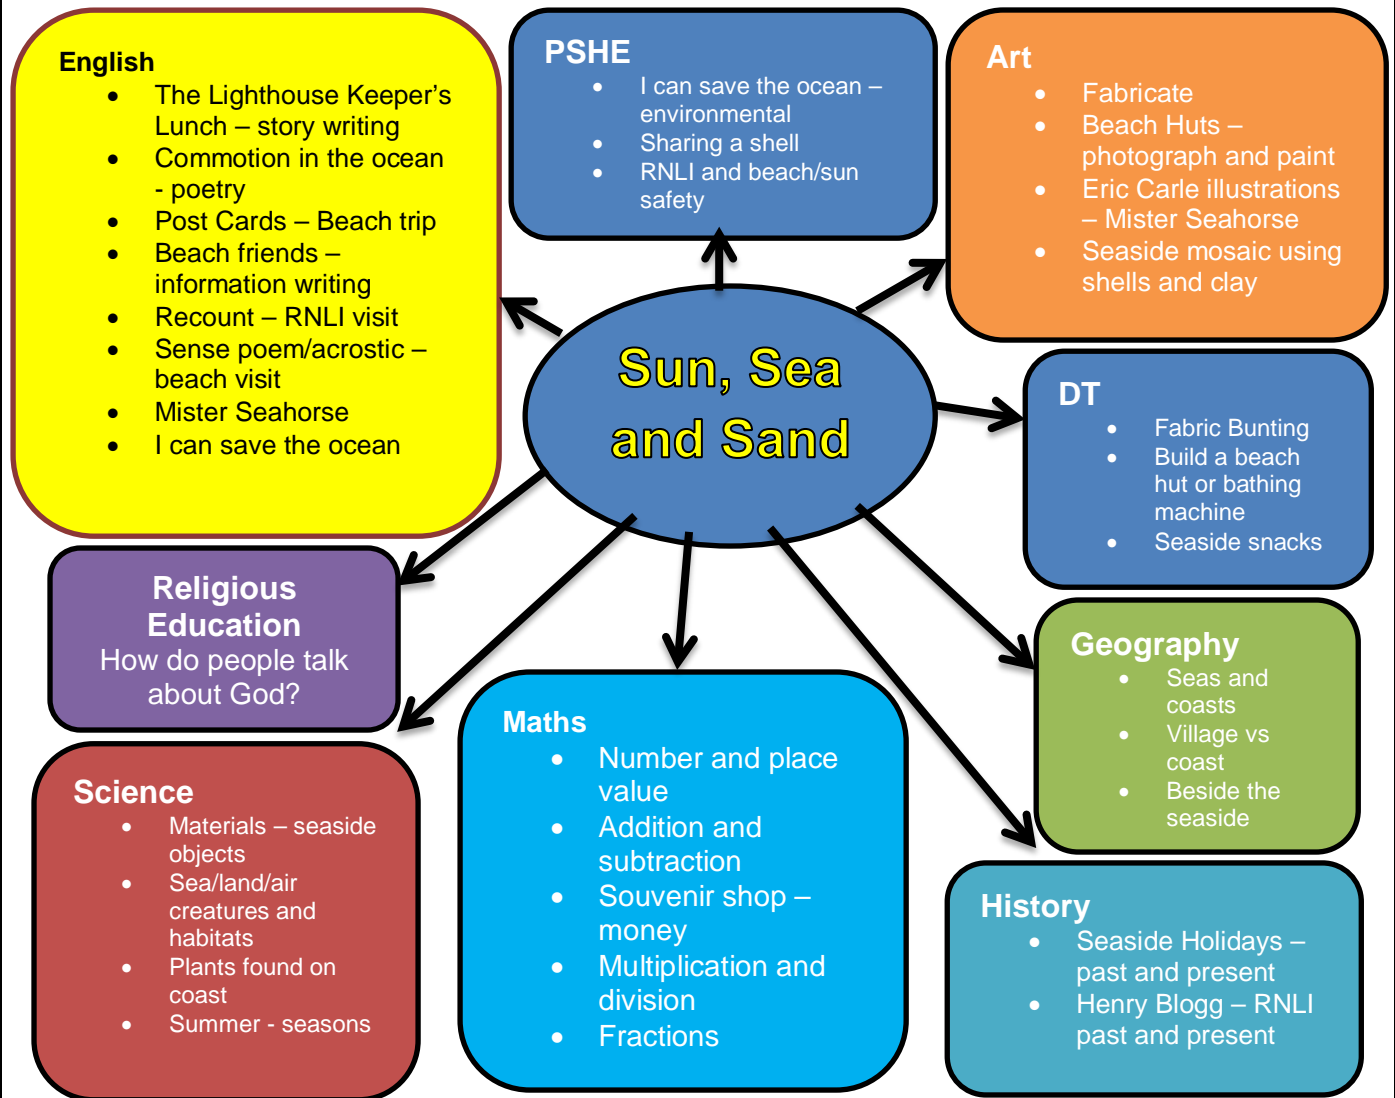 English
• The Lighthouse Keeper's
Lunch – story writing
• Commotion in the ocean
- poetry
• Post Cards – Beach trip
• Beach friends –
information writing
• Recount – RNLI visit
• Sense poem/acrostic –
beach visit
• Mister Seahorse
• I can save the ocean
PSHE
• I can save the ocean –
environmental
• Sharing a shell
• RNLI and beach/sun
safety
Art
• Fabricate
• Beach Huts –
photograph and paint
• Eric Carle illustrations
– Mister Seahorse
• Seaside mosaic using
shells and clay
Sun, Sea
and Sand
DT
• Fabric Bunting
• Build a beach
hut or bathing
machine
• Seaside snacks
Religious
Education
How do people talk
about God?
Geography
• Seas and
coasts
• Village vs
coast
• Beside the
seaside
Science
• Materials – seaside
objects
• Sea/land/air
creatures and
habitats
• Plants found on
coast
• Summer - seasons
Maths
• Number and place
value
• Addition and
subtraction
• Souvenir shop –
money
• Multiplication and
division
• Fractions
History
• Seaside Holidays –
past and present
• Henry Blogg – RNLI
past and present